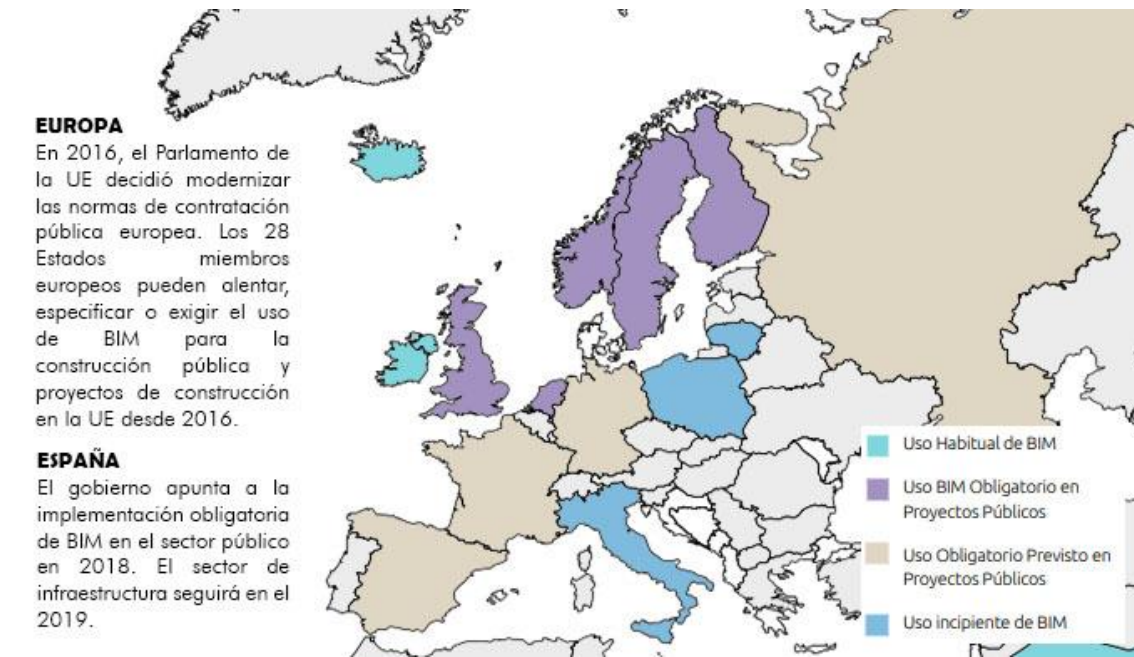 EUROPA
En 2016, el Parlamento de
la UE decidió modernizar
las normas de contratación
pública europea. Los 28
Estados miembros
europeos pueden alentar,
especificar o exigir el uso
de BIM para la
construcción pública y
proyectos de construcción
en la UE desde 2016.
ESPAÑA
El gobierno apunta a la
implementación obligatoria
de BIM en el sector público
en 2018. El sector de
infraestructura seguirá en el
2019.
Uso Habitual de BIM
Uso BIM Obligatorio en
Proyectos Públicos
Uso Obligatorio Previsto en
Proyectos Públicos
Uso incipiente de BIM